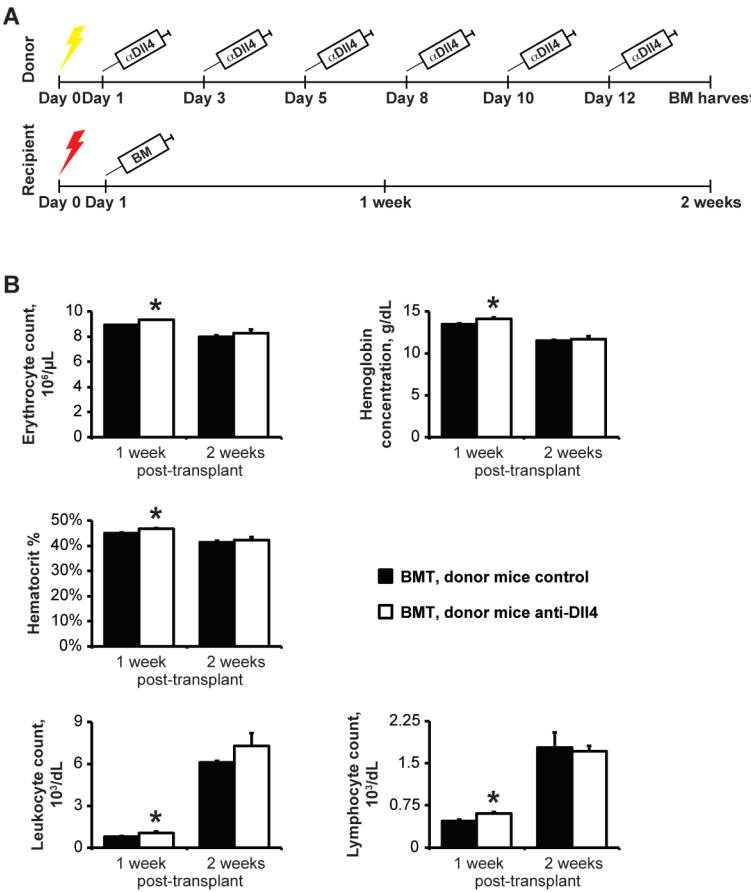 A
Donor
αDll4 αDll4 αDll4 αDll4 αDll4 αDll4
Day 0 Day 1 Day 3 Day 5 Day 8 Day 10 Day 12 BM harvest
Recipient
BM
Day 0 Day 1 1 week 2 weeks
B
Erythrocyte count,
10⁶/µL
10
8
6
4
2
0
*
1 week 2 weeks
post-transplant
Hemoglobin
concentration, g/dL
15
10
5
0
*
1 week 2 weeks
post-transplant
Hematocrit %
50%
40%
30%
20%
10%
0%
*
1 week 2 weeks
post-transplant
BMT, donor mice control
BMT, donor mice anti-Dll4
Leukocyte count,
10³/dL
9
6
3
0
*
1 week 2 weeks
post-transplant
Lymphocyte count,
10³/dL
2.25
1.5
0.75
0
*
1 week 2 weeks
post-transplant